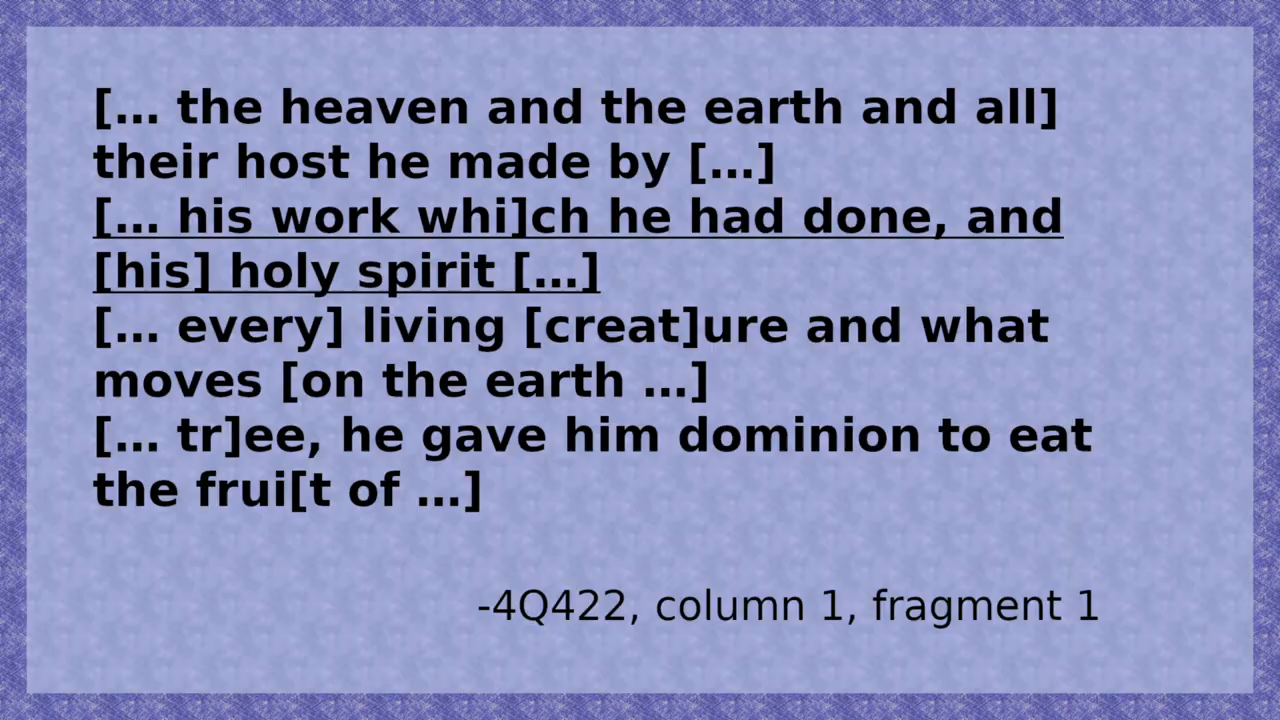 [… the heaven and the earth and all]
their host he made by […]
[… his work whi]ch he had done, and
[his] holy spirit […]
[… every] living [creat]ure and what
moves [on the earth …]
[… tr]ee, he gave him dominion to eat
the frui[t of …]
-4Q422, column 1, fragment 1